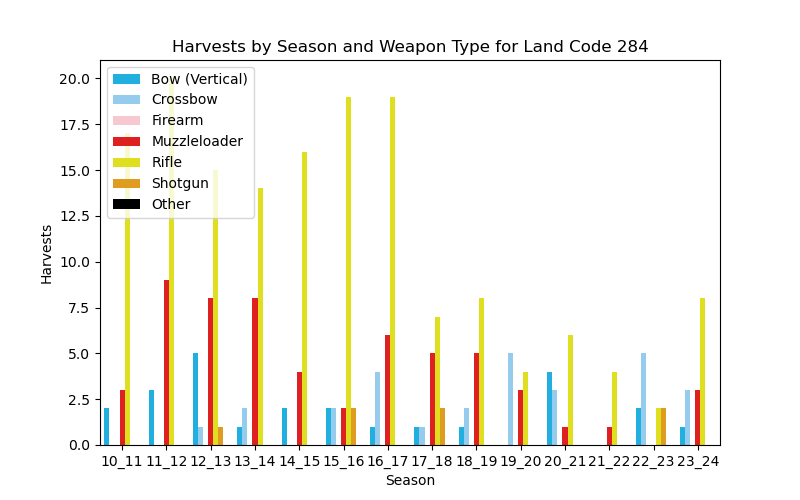 Harvests by Season and Weapon Type for Land Code 284
20.0
17.5
15.0
12.5
10.0
7.5
5.0
2.5
0.0
Harvests
Bow (Vertical)
Crossbow
Firearm
Muzzleloader
Rifle
Shotgun
Other
10_11 11_12 12_13 13_14 14_15 15_16 16_17 17_18 18_19 19_20 20_21 21_22 22_23 23_24
Season